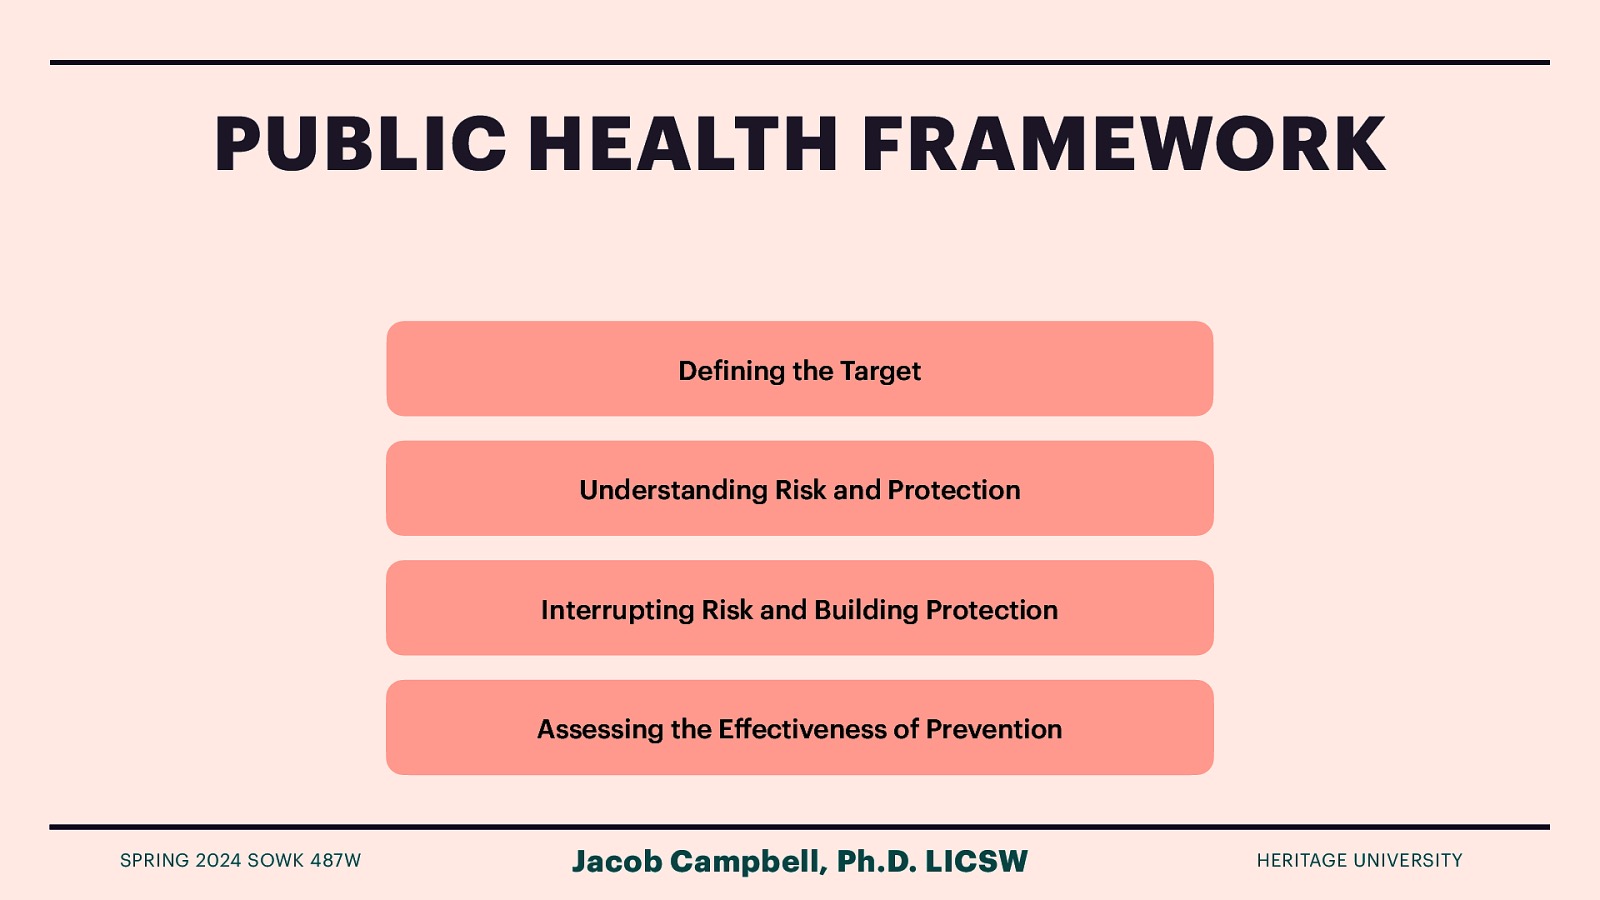 PUBLIC HEALTH FRAMEWORK
Defining the Target
Understanding Risk and Protection
Interrupting Risk and Building Protection
Assessing the Effectiveness of Prevention
SPRING 2024 SOWK 487W
Jacob Campbell, Ph.D. LICSW
HERITAGE UNIVERSITY